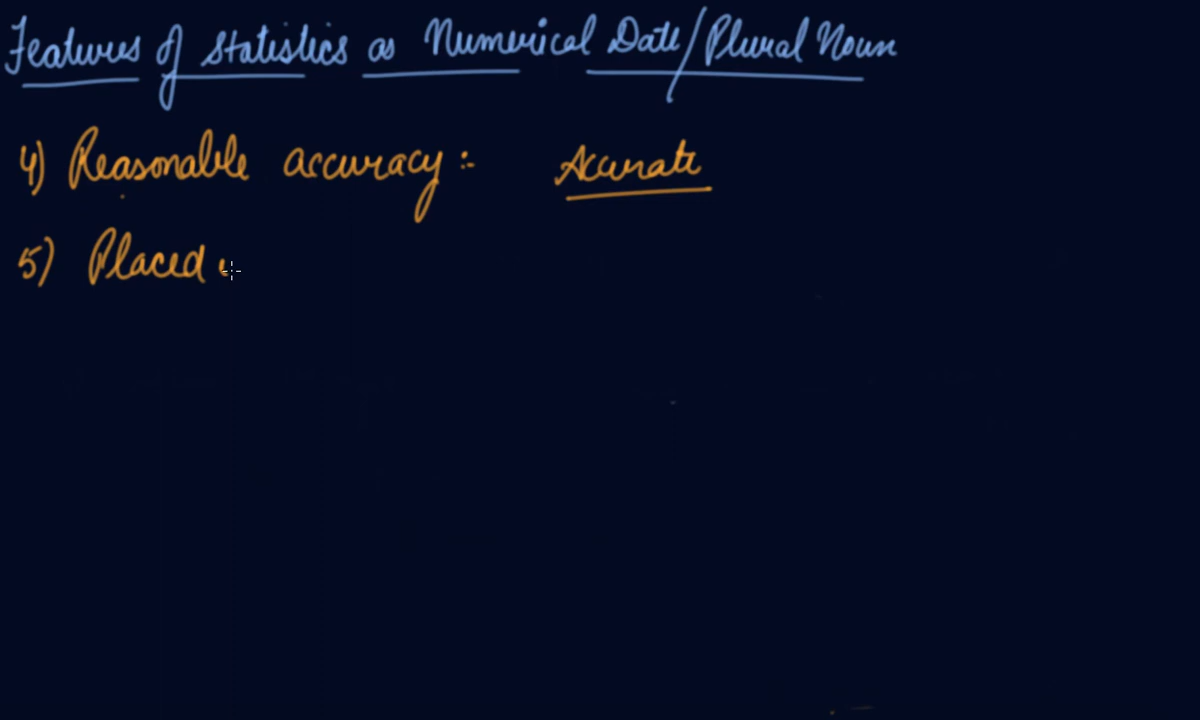 Features of Statistics as Numerical Date/Plural Noun
4) Reasonable accuracy :- Accurate
5) Placed